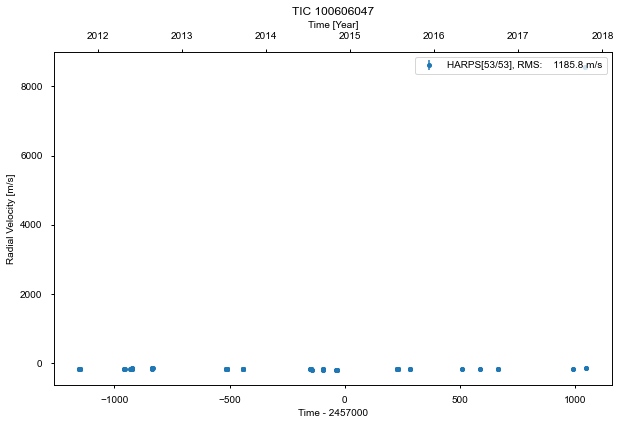 TIC 100606047
Time [Year]
2012 2013 2014 2015 2016 2017 2018
HARPS[53/53], RMS: 1185.8 m/s
8000
6000
4000
2000
0
Radial Velocity [m/s]
−1000 −500 0 500 1000
Time - 2457000